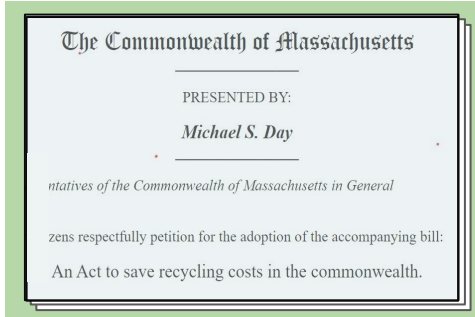 The Commonwealth of Massachusetts
PRESENTED BY:
Michael S. Day
ntatives of the Commonwealth of Massachusetts in General
zens respectfully petition for the adoption of the accompanying bill:
An Act to save recycling costs in the commonwealth.